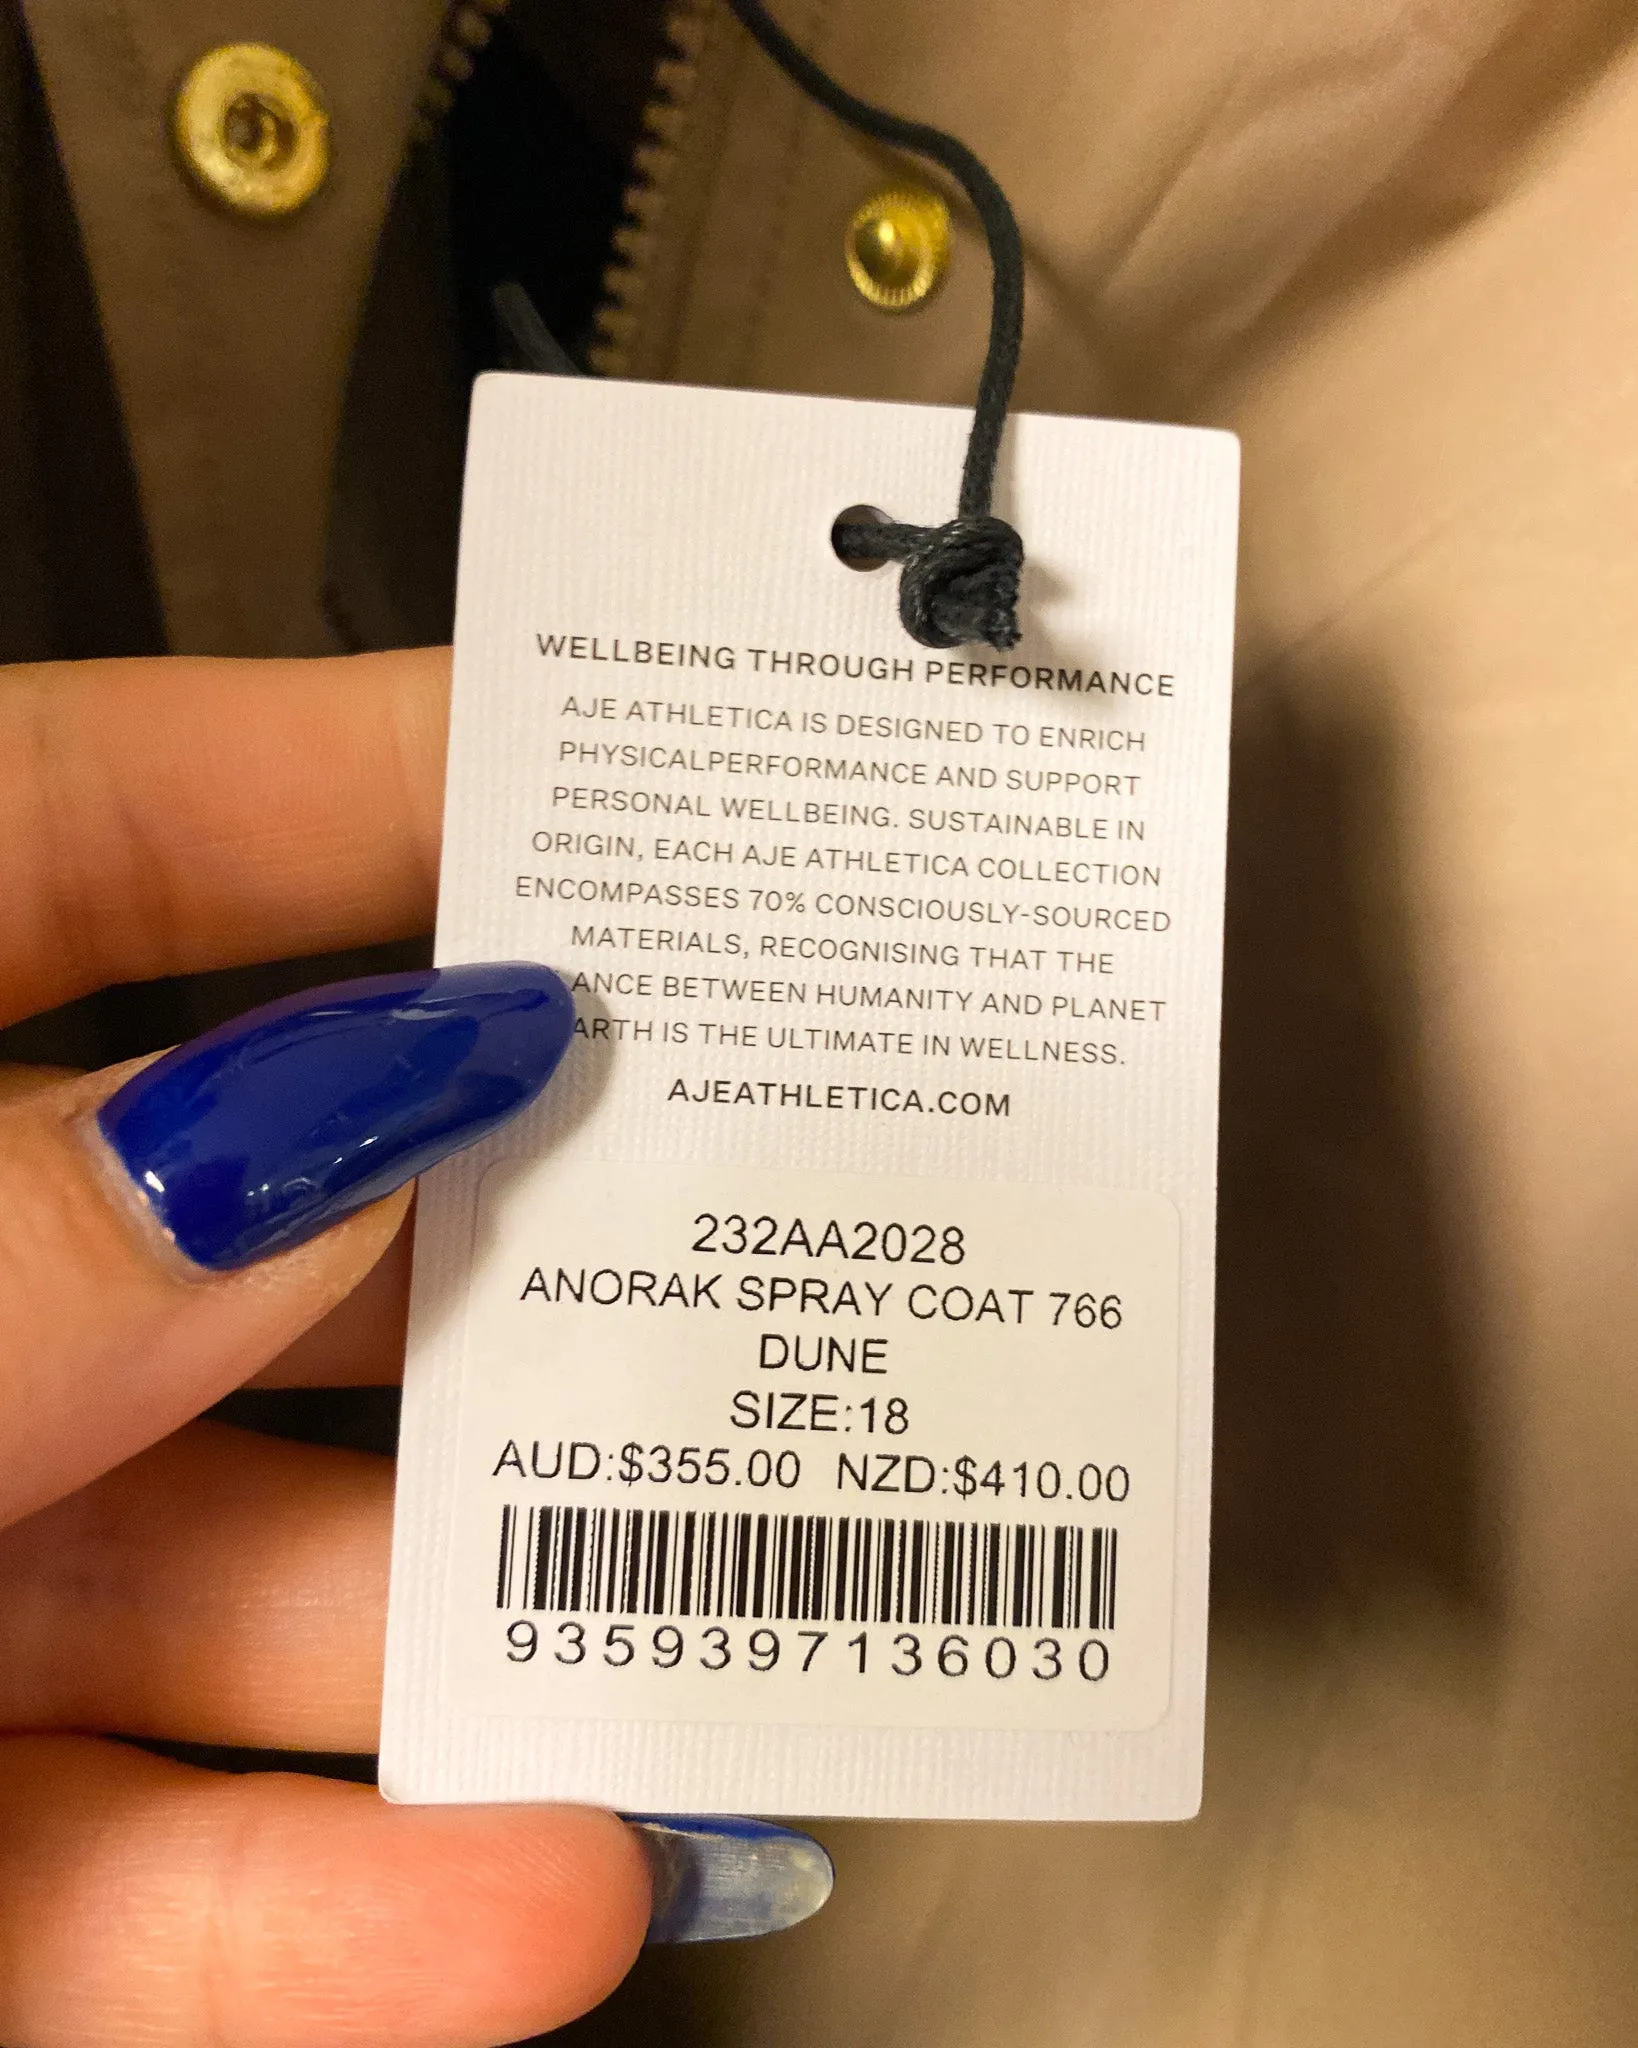 WELLBEING THROUGH PERFORMANCE
AJE ATHLETICA IS DESIGNED TO ENRICH
PHYSICALPERFORMANCE AND SUPPORT
PERSONAL WELLBEING. SUSTAINABLE IN
ORIGIN, EACH AJE ATHLETICA COLLECTION
ENCOMPASSES 70% CONSCIOUSLY-SOURCED
MATERIALS, RECOGNISING THAT THE
ANCE BETWEEN HUMANITY AND PLANET
ARTH IS THE ULTIMATE IN WELLNESS.
AJEATHLETICA.COM
232AA2028
ANORAK SPRAY COAT 766
DUNE
SIZE:18
AUD:$355.00 NZD:$410.00
9359397136030